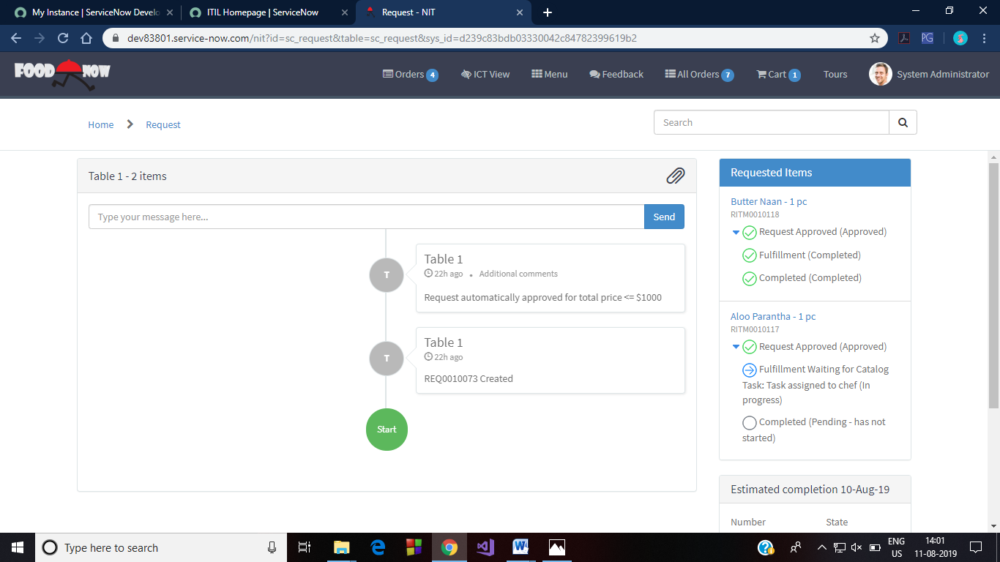 My Instance | ServiceNow Develo
ITIL Homepage | ServiceNow
Request - NIT
dev83801.service-now.com/nit?id=sc_request&table=sc_request&sys_id=d239c83bdb03330042c84782399619b2
PG
FOOD NOW
Orders 4
ICT View
Menu
Feedback
All Orders 7
Cart 1
Tours
System Administrator
Home > Request
Search
Table 1 - 2 items
Type your message here...
Send
T
Table 1
22h ago • Additional comments
Request automatically approved for total price <= $1000
T
Table 1
22h ago
REQ0010073 Created
Start
Requested Items
Butter Naan - 1 pc
RITM0010118
Request Approved (Approved)
Fulfillment (Completed)
Completed (Completed)
Aloo Parantha - 1 pc
RITM0010117
Request Approved (Approved)
Fulfillment Waiting for Catalog
Task: Task assigned to chef (In
progress)
Completed (Pending - has not
started)
Estimated completion 10-Aug-19
Number State
Type here to search
ENG
US
14:01
11-08-2019